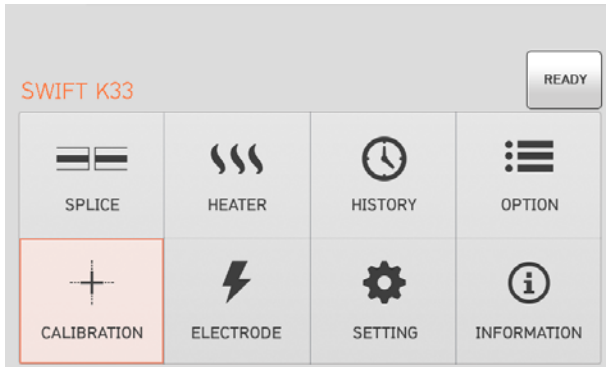 READY
SWIFT K33
SPLICE HEATER HISTORY OPTION
CALIBRATION ELECTRODE SETTING INFORMATION